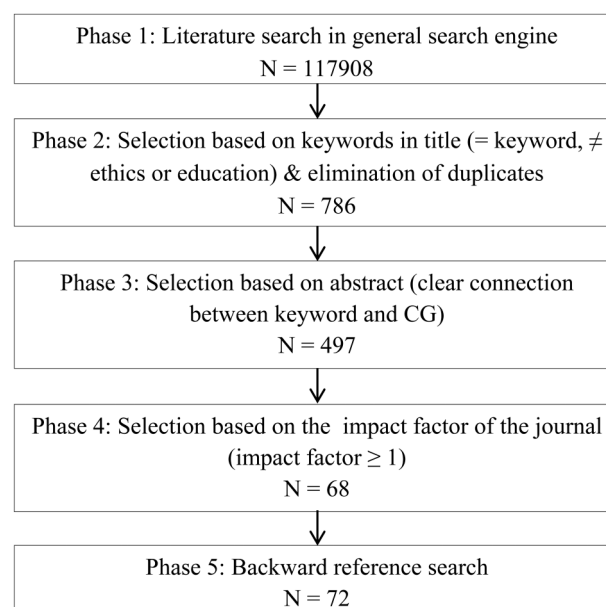 Phase 1: Literature search in general search engine
N = 117908
Phase 2: Selection based on keywords in title (= keyword, ≠
ethics or education) & elimination of duplicates
N = 786
Phase 3: Selection based on abstract (clear connection
between keyword and CG)
N = 497
Phase 4: Selection based on the impact factor of the journal
(impact factor ≥ 1)
N = 68
Phase 5: Backward reference search
N = 72